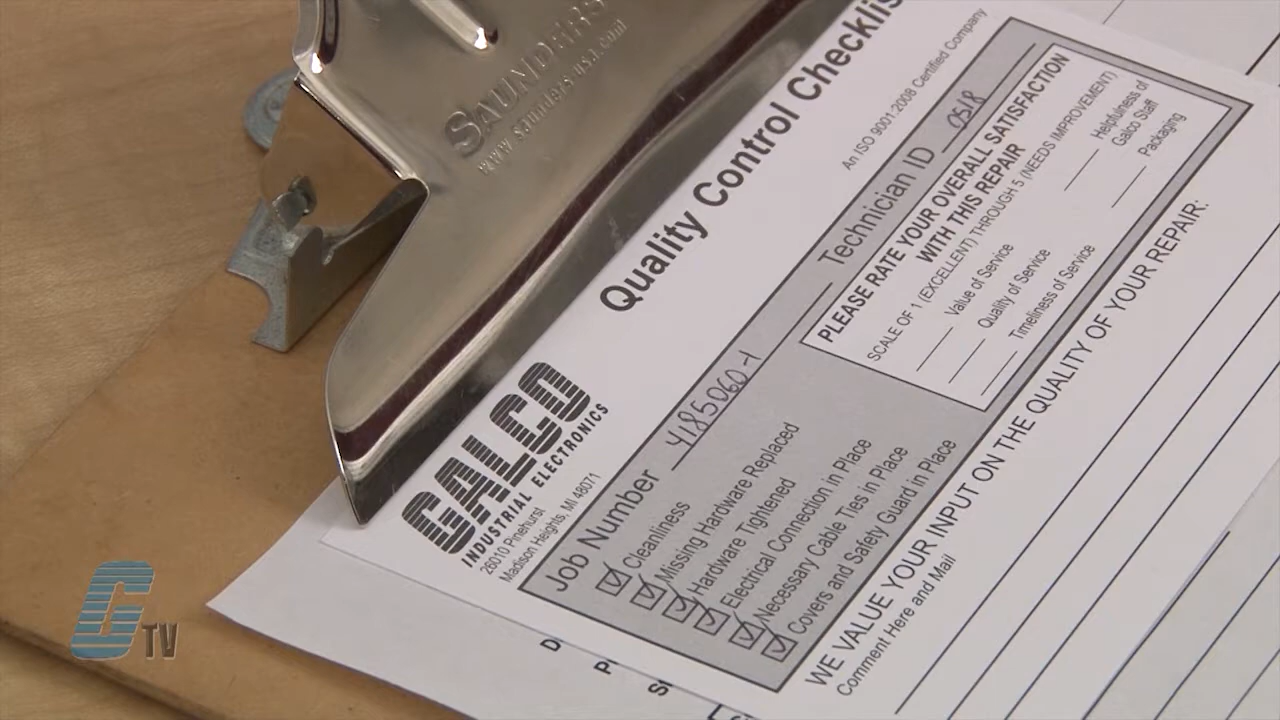 SAUNDERS
www.saunders-usa.com
Quality Control Checklis
An ISO 9001:2008 Certified Company
GALCO
INDUSTRIAL ELECTRONICS
26010 Pinehurst
Madison Heights, MI 48071
Job Number 4185060-1 Technician ID 0518
Cleanliness
Missing Hardware Replaced
Hardware Tightened
Electrical Connection in Place
Necessary Cable Ties in Place
Covers and Safety Guard in Place
PLEASE RATE YOUR OVERALL SATISFACTION
WITH THIS REPAIR
SCALE OF 1 (EXCELLENT) THROUGH 5 (NEEDS IMPROVEMENT)
Value of Service
Quality of Service
Timeliness of Service
Helpfulness of
Galco Staff
Packaging
WE VALUE YOUR INPUT ON THE QUALITY OF YOUR REPAIR:
Comment Here and Mail
G TV